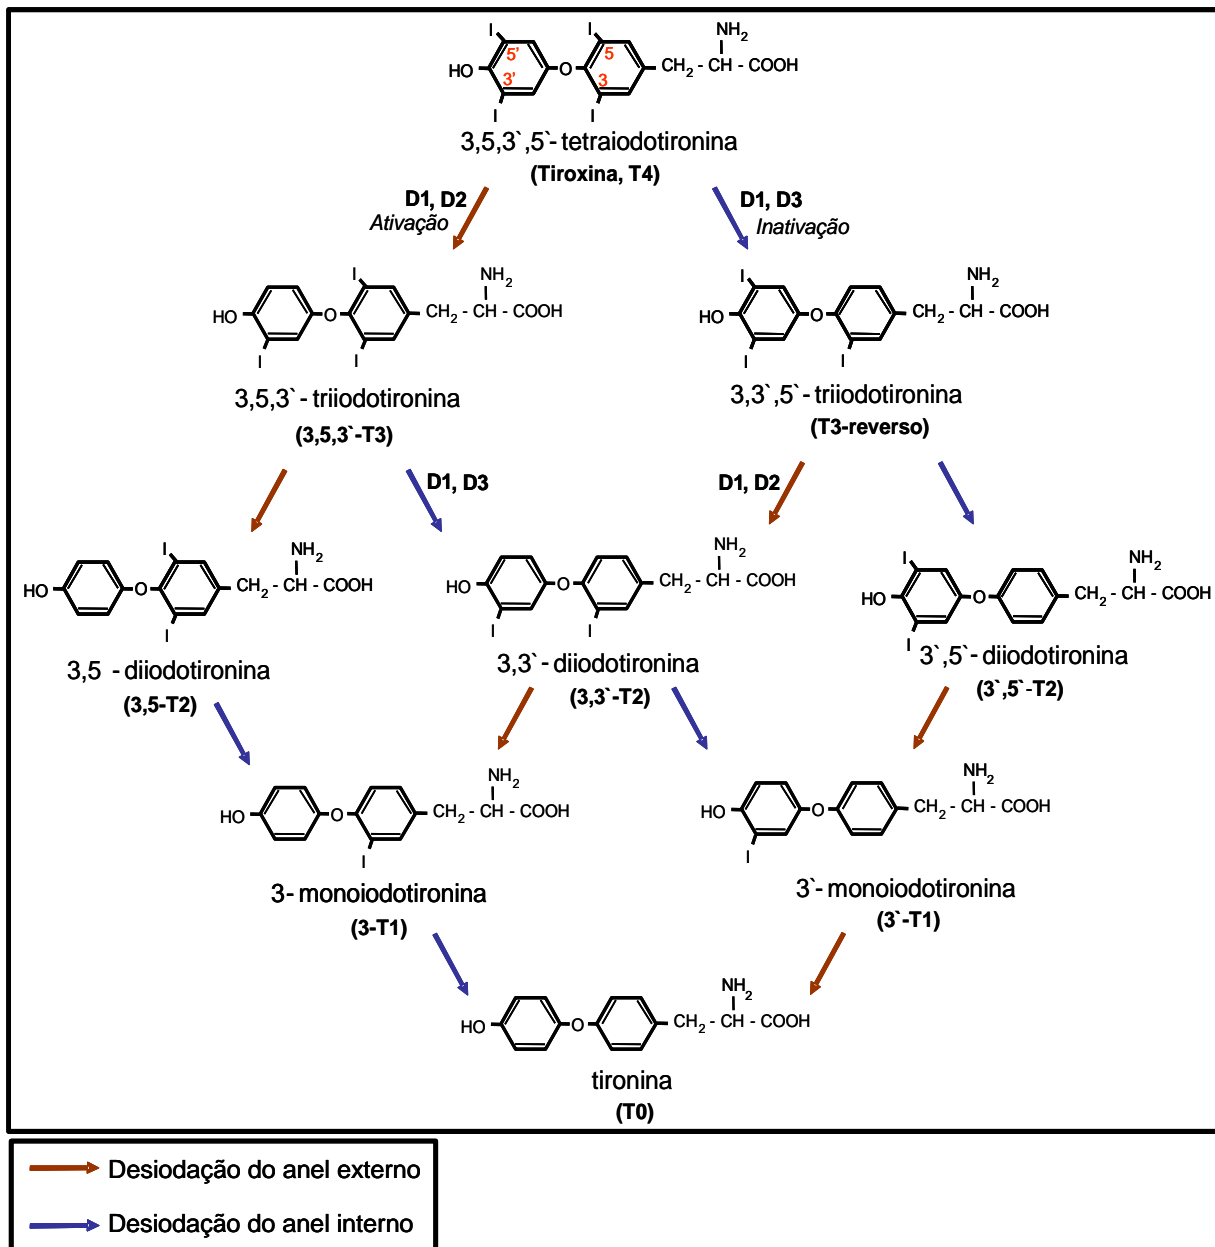 I I NH2
5' 5
HO O CH2 - CH - COOH
3' 3
I I
3,5,3`,5`- tetraiodotironina
(Tiroxina, T4)
D1, D2 D1, D3
Ativação Inativação
I NH2 I NH2
HO O CH2 - CH - COOH HO O CH2 - CH - COOH
I I I I
3,5,3`- triiodotironina 3,3`,5`- triiodotironina
(3,5,3`-T3) (T3-reverso)
D1, D3 D1, D2
I NH2 NH2 I NH2
HO O CH2 - CH - COOH HO O CH2 - CH - COOH HO O CH2 - CH - COOH
I I I I
3,5 - diiodotironina 3,3`- diiodotironina 3`,5`- diiodotironina
(3,5-T2) (3,3`-T2) (3`,5`-T2)
NH2 NH2
HO O CH2 - CH - COOH HO O CH2 - CH - COOH
I I
3- monoiodotironina 3`- monoiodotironina
(3-T1) (3`-T1)
NH2
HO O CH2 - CH - COOH
tironina
(T0)
Desiodação do anel externo
Desiodação do anel interno